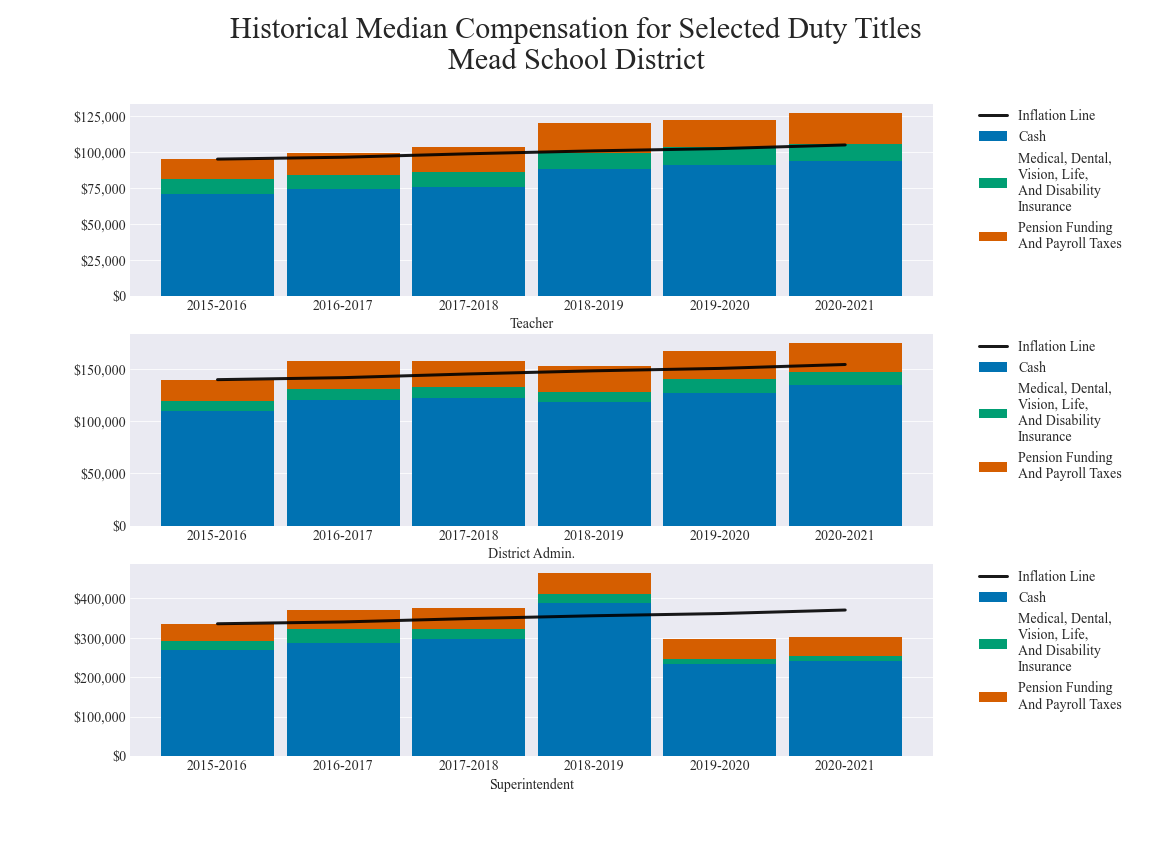 Historical Median Compensation for Selected Duty Titles
Mead School District
$125,000
$100,000
$75,000
$50,000
$25,000
$0
2015-2016
2016-2017
2017-2018
2018-2019
2019-2020
2020-2021
Teacher
Inflation Line
Cash
Medical, Dental,
Vision, Life,
And Disability
Insurance
Pension Funding
And Payroll Taxes
$150,000
$100,000
$50,000
$0
2015-2016
2016-2017
2017-2018
2018-2019
2019-2020
2020-2021
District Admin.
Inflation Line
Cash
Medical, Dental,
Vision, Life,
And Disability
Insurance
Pension Funding
And Payroll Taxes
$400,000
$300,000
$200,000
$100,000
$0
2015-2016
2016-2017
2017-2018
2018-2019
2019-2020
2020-2021
Superintendent
Inflation Line
Cash
Medical, Dental,
Vision, Life,
And Disability
Insurance
Pension Funding
And Payroll Taxes